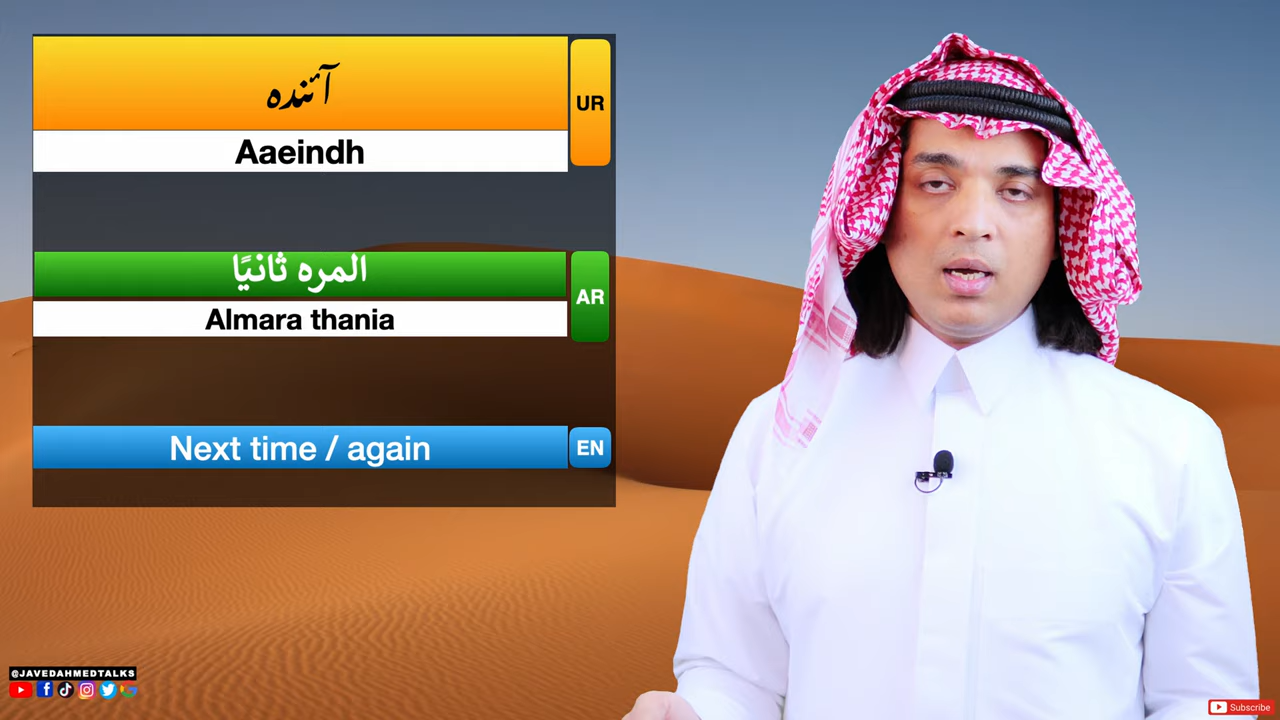 آئندہ
UR
Aaeindh
المره ثانيًا
AR
Almara thania
Next time / again
EN
@JAVEDAHMEDTALKS
Subscribe